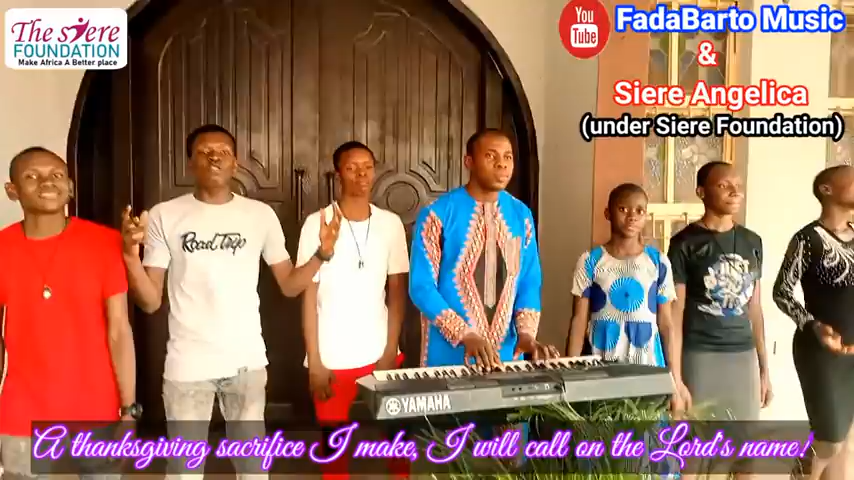 The siere
FOUNDATION
Make Africa A Better place
You
Tube
FadaBarto Music
&
Siere Angelica
(under Siere Foundation)
ROAD TRIP
YAMAHA
A thanksgiving sacrifice I make, I will call on the Lord's name!